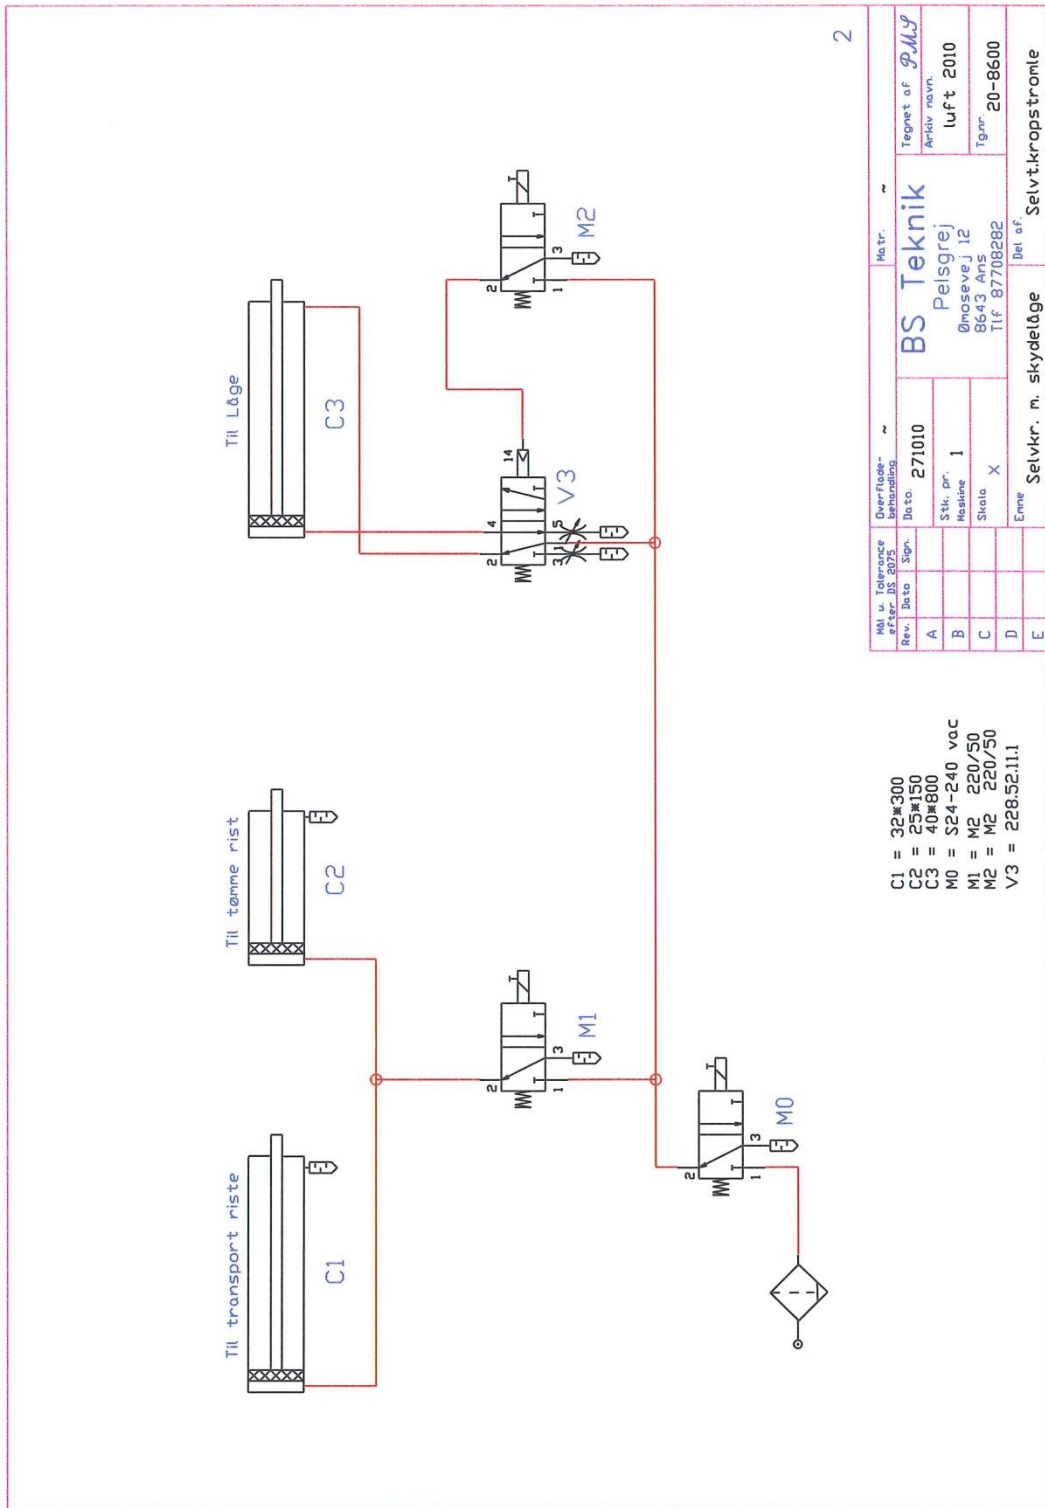 Til transport riste
Til tømme rist
Til Låge
C1
C2
C3
2
3
1
M1
2
4
14
3
1
5
V3
2
3
1
M2
2
3
1
M0
2
C1 = 32*300
C2 = 25*150
C3 = 40*800
M0 = S24-240 vac
M1 = M2 220/50
M2 = M2 220/50
V3 = 228.52.11.1
Mål u. Tolerance
efter DS 2075
Overflade-
behandling
~
Matr.
~
Rev.
Dato
Sign.
A
B
C
D
E
Dato.
271010
Stk. pr.
Maskine
1
Skala
X
BS Teknik
Pelsgrej
Ømosevej 12
8643 Ans
Tlf 87708282
Tegnet af PMS
Arkiv navn.
luft 2010
Tg.nr.
20-8600
Emne
Selvkr. m. skydelåge
Del af.
Selvt.kropstromle